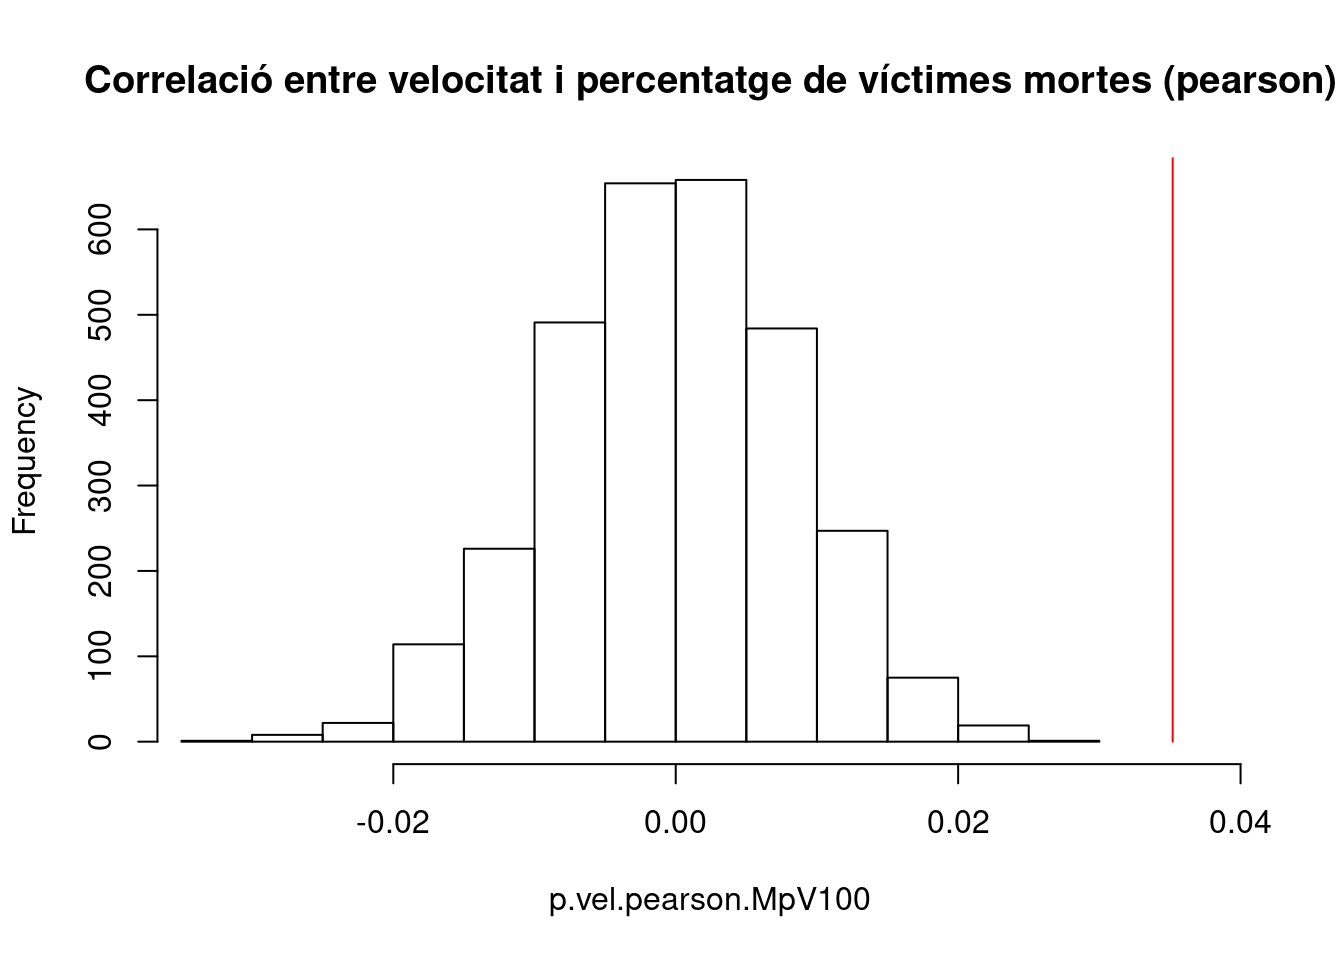 Correlació entre velocitat i percentatge de víctimes mortes (pearson)
Frequency
600
500
400
300
200
100
0
-0.02 0.00 0.02 0.04
p.vel.pearson.MpV100